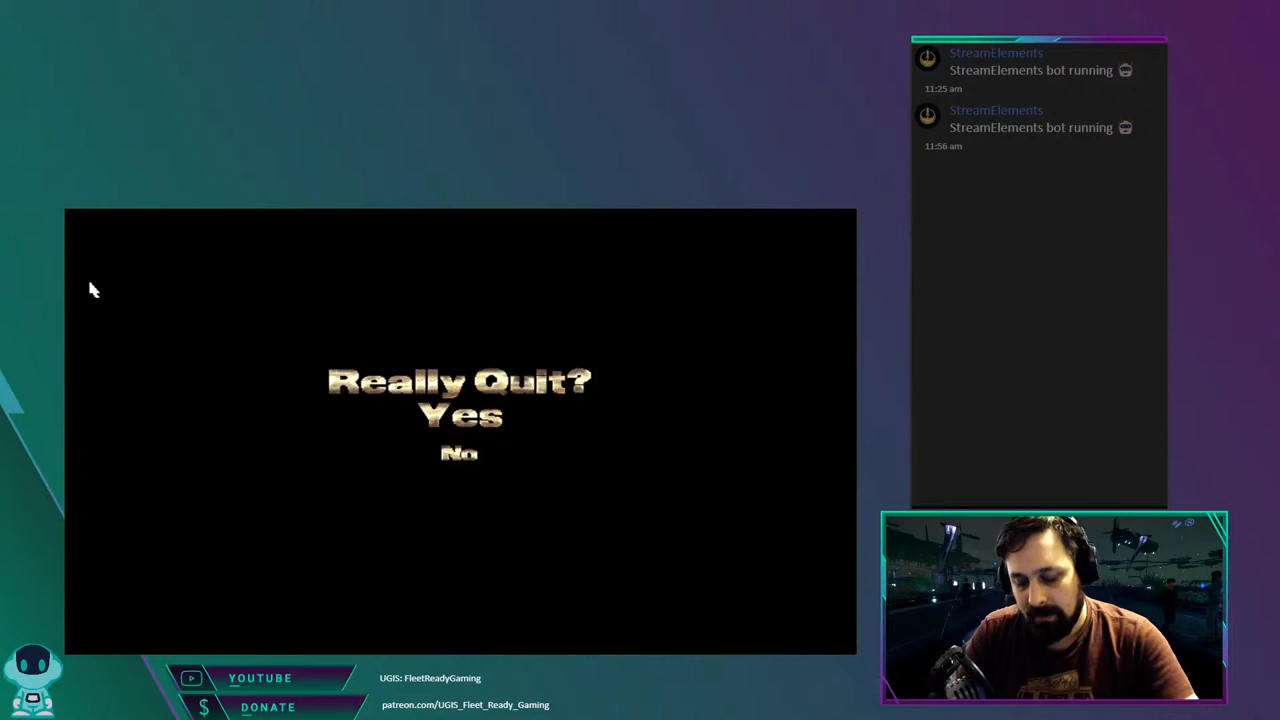 StreamElements
StreamElements bot running
11:25 am
StreamElements
StreamElements bot running
11:56 am
Really Quit?
Yes
No
YOUTUBE
UGIS: FleetReadyGaming
$
DONATE
patreon.com/UGIS_Fleet_Ready_Gaming